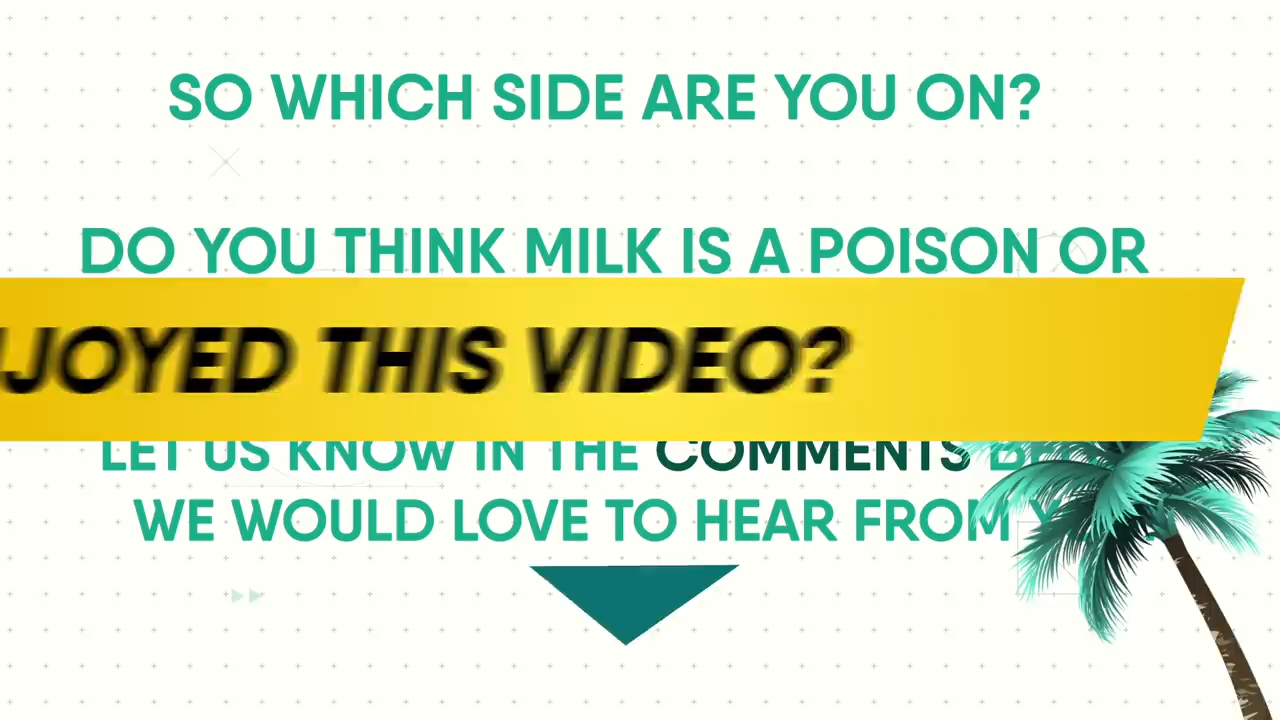 SO WHICH SIDE ARE YOU ON?
DO YOU THINK MILK IS A POISON OR
JOYED THIS VIDEO?
LET US KNOW IN THE COMMENTS
WE WOULD LOVE TO HEAR FROM